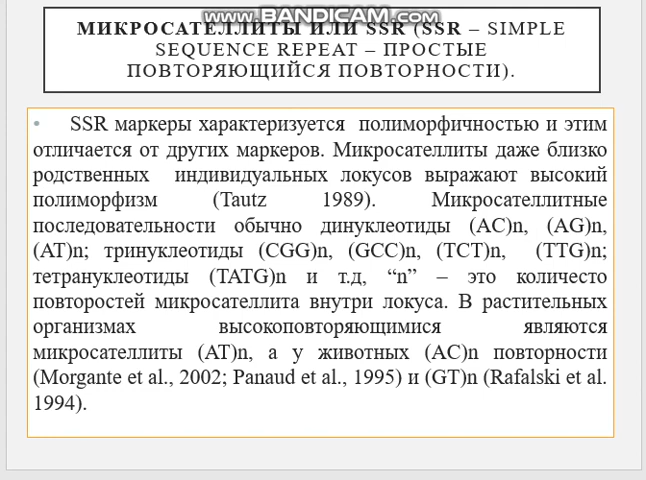 www.BANDICAM.com
МИКРОСАТЕЛЛИТЫ ИЛИ SSR (SSR – SIMPLE
SEQUENCE REPEAT – ПРОСТЫЕ
ПОВТОРЯЮЩИЙСЯ ПОВТОРНОСТИ).
• SSR маркеры характеризуется полиморфичностью и этим
отличается от других маркеров. Микросателлиты даже близко
родственных индивидуальных локусов выражают высокий
полиморфизм (Tautz 1989). Микросателлитные
последовательности обычно динуклеотиды (AC)n, (AG)n,
(AT)n; тринуклеотиды (CGG)n, (GCC)n, (TCT)n, (TTG)n;
тетрануклеотиды (TATG)n и т.д, “n” – это количесто
повторостей микросателлита внутри локуса. В растительных
организмах высокоповторяющимися являются
микросателлиты (AT)n, а у животных (AC)n повторности
(Morgante et al., 2002; Panaud et al., 1995) и (GT)n (Rafalski et al.
1994).